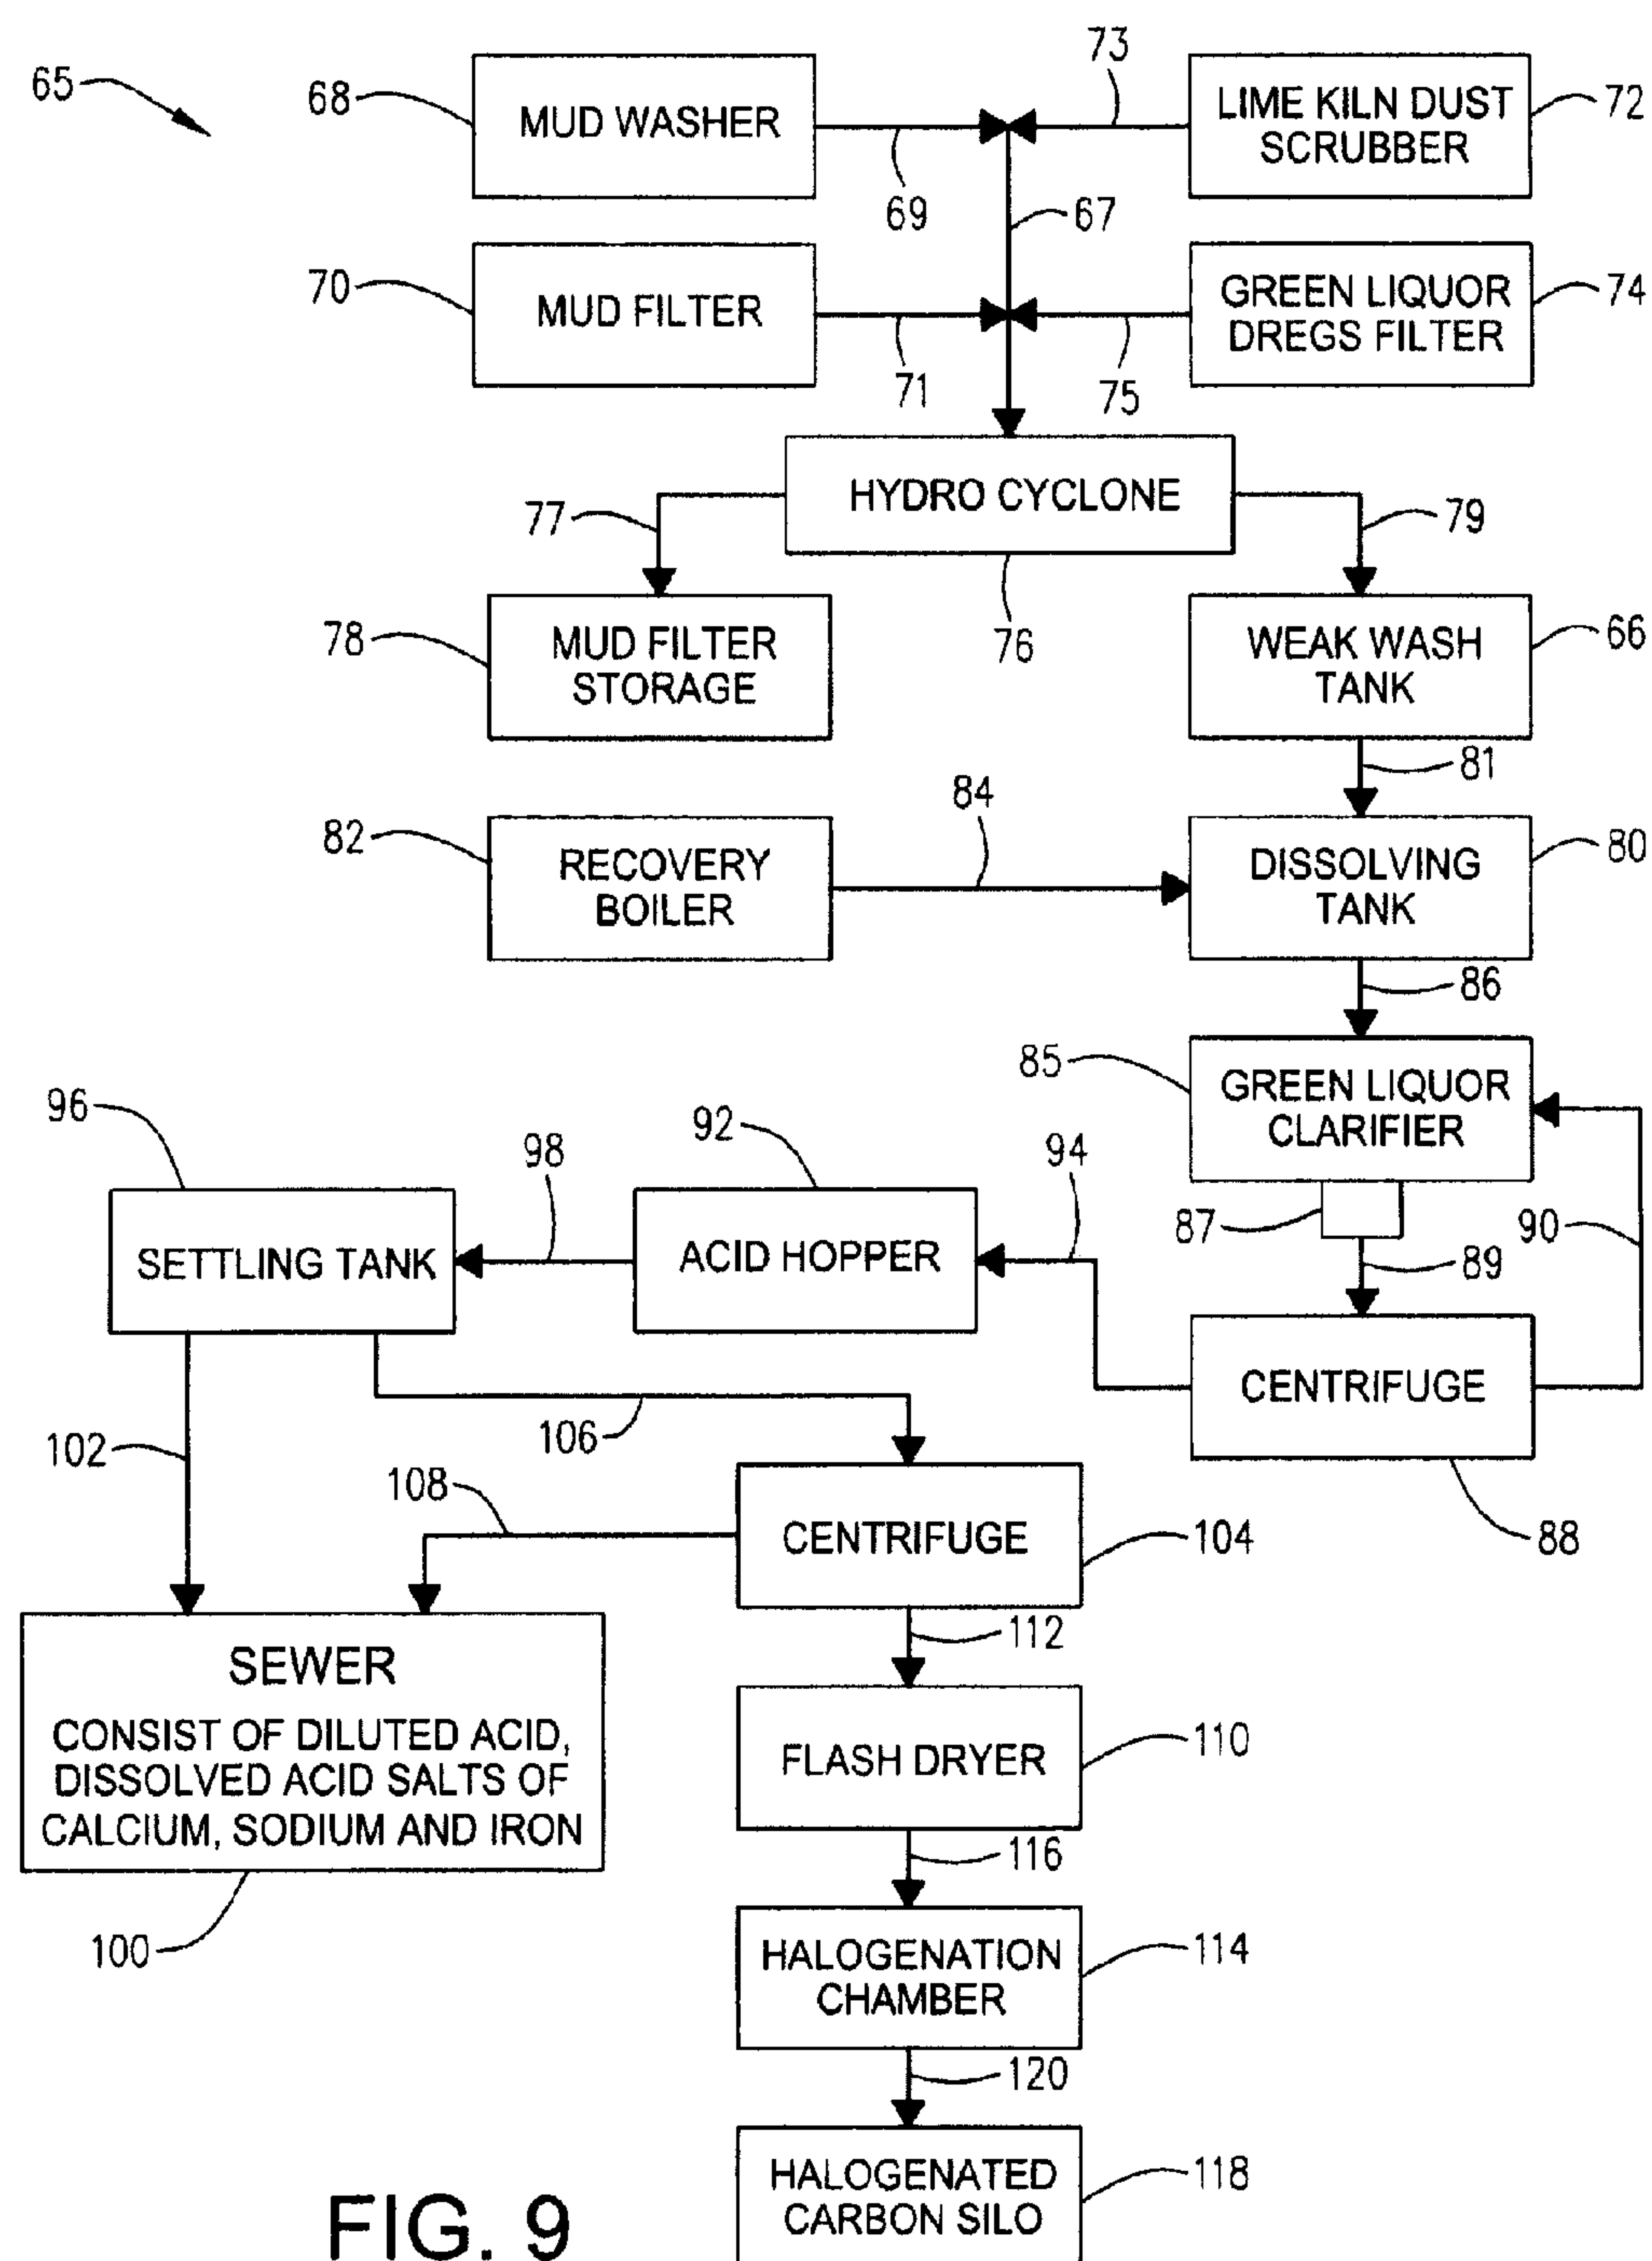 65
68
MUD WASHER
69
73
LIME KILN DUST
SCRUBBER
72
67
70
MUD FILTER
71
75
GREEN LIQUOR
DREGS FILTER
74
HYDRO CYCLONE
76
77
79
78
MUD FILTER
STORAGE
WEAK WASH
TANK
66
81
82
RECOVERY
BOILER
84
DISSOLVING
TANK
80
86
85
GREEN LIQUOR
CLARIFIER
87
89
90
96
SETTLING TANK
98
92
ACID HOPPER
94
CENTRIFUGE
88
102
106
108
CENTRIFUGE
104
SEWER
CONSIST OF DILUTED ACID,
DISSOLVED ACID SALTS OF
CALCIUM, SODIUM AND IRON
100
112
FLASH DRYER
110
116
HALOGENATION
CHAMBER
114
120
HALOGENATED
CARBON SILO
118
FIG. 9